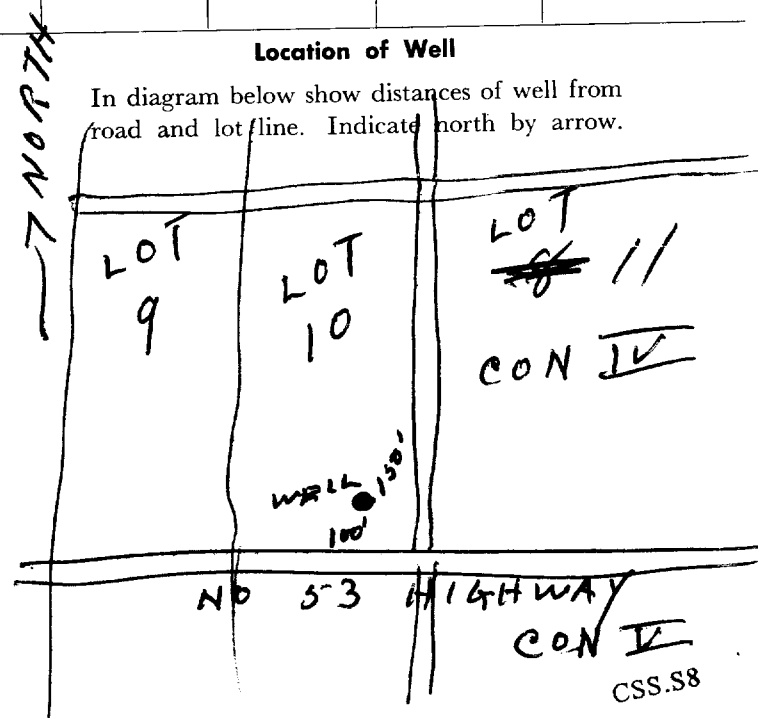 Location of Well
In diagram below show distances of well from
road and lot line. Indicate north by arrow.
NORTH
LOT
9
LOT
10
LOT
11
CON IV
WELL
150'
100'
NO 53 HIGHWAY
CON V
CSS.S8